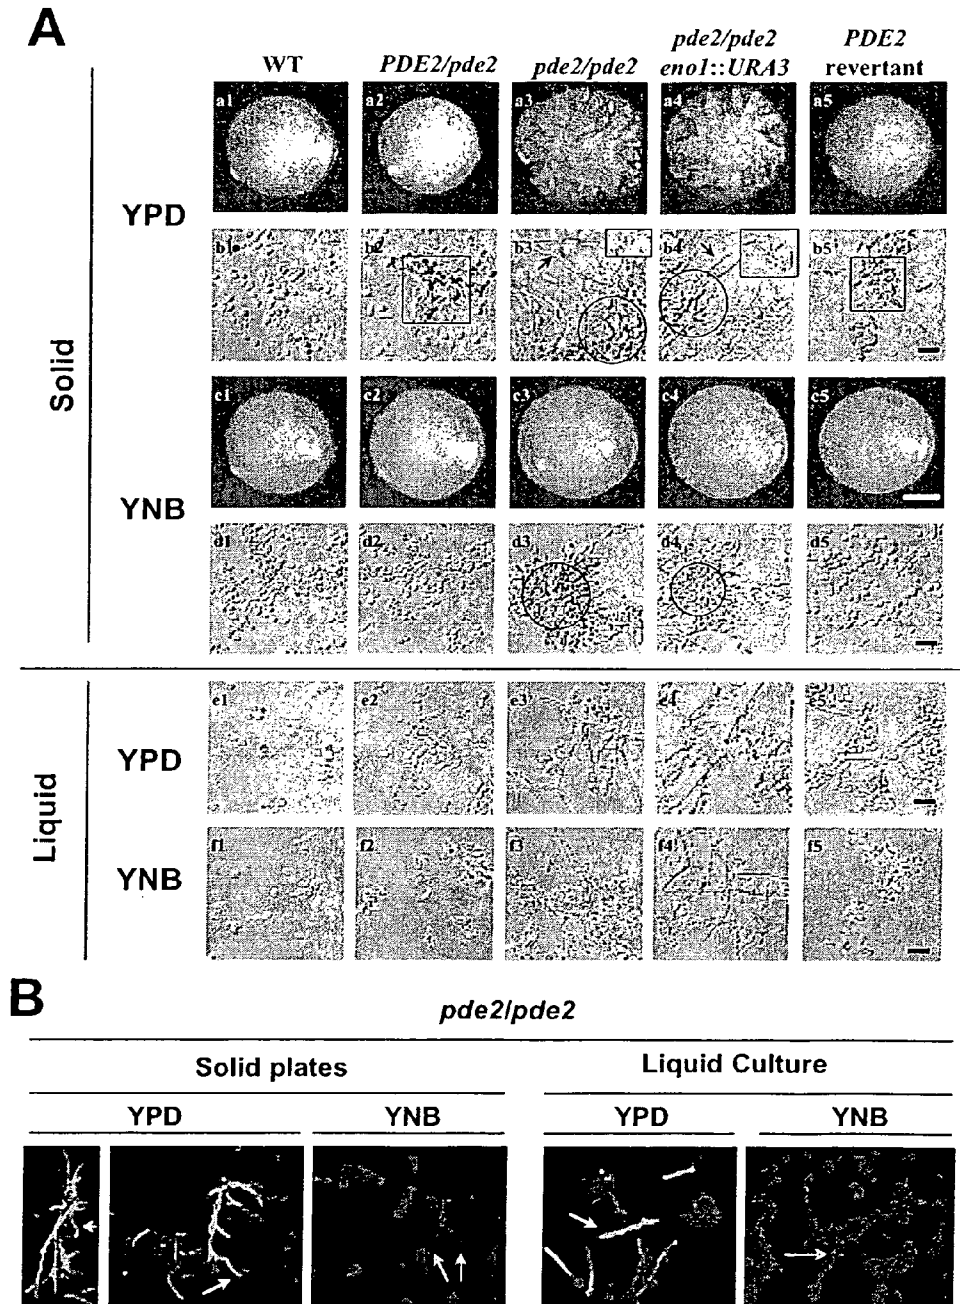 A
WT
PDE2/pde2
pde2/pde2
pde2/pde2
eno1::URA3
PDE2
revertant
Solid
YPD
a1 a2 a3 a4 a5
b1 b2 b3 b4 b5
YNB
c1 c2 c3 c4 c5
d1 d2 d3 d4 d5
Liquid
YPD
e1 e2 e3 e4 e5
YNB
f1 f2 f3 f4 f5
B
pde2/pde2
Solid plates
Liquid Culture
YPD
YNB
YPD
YNB